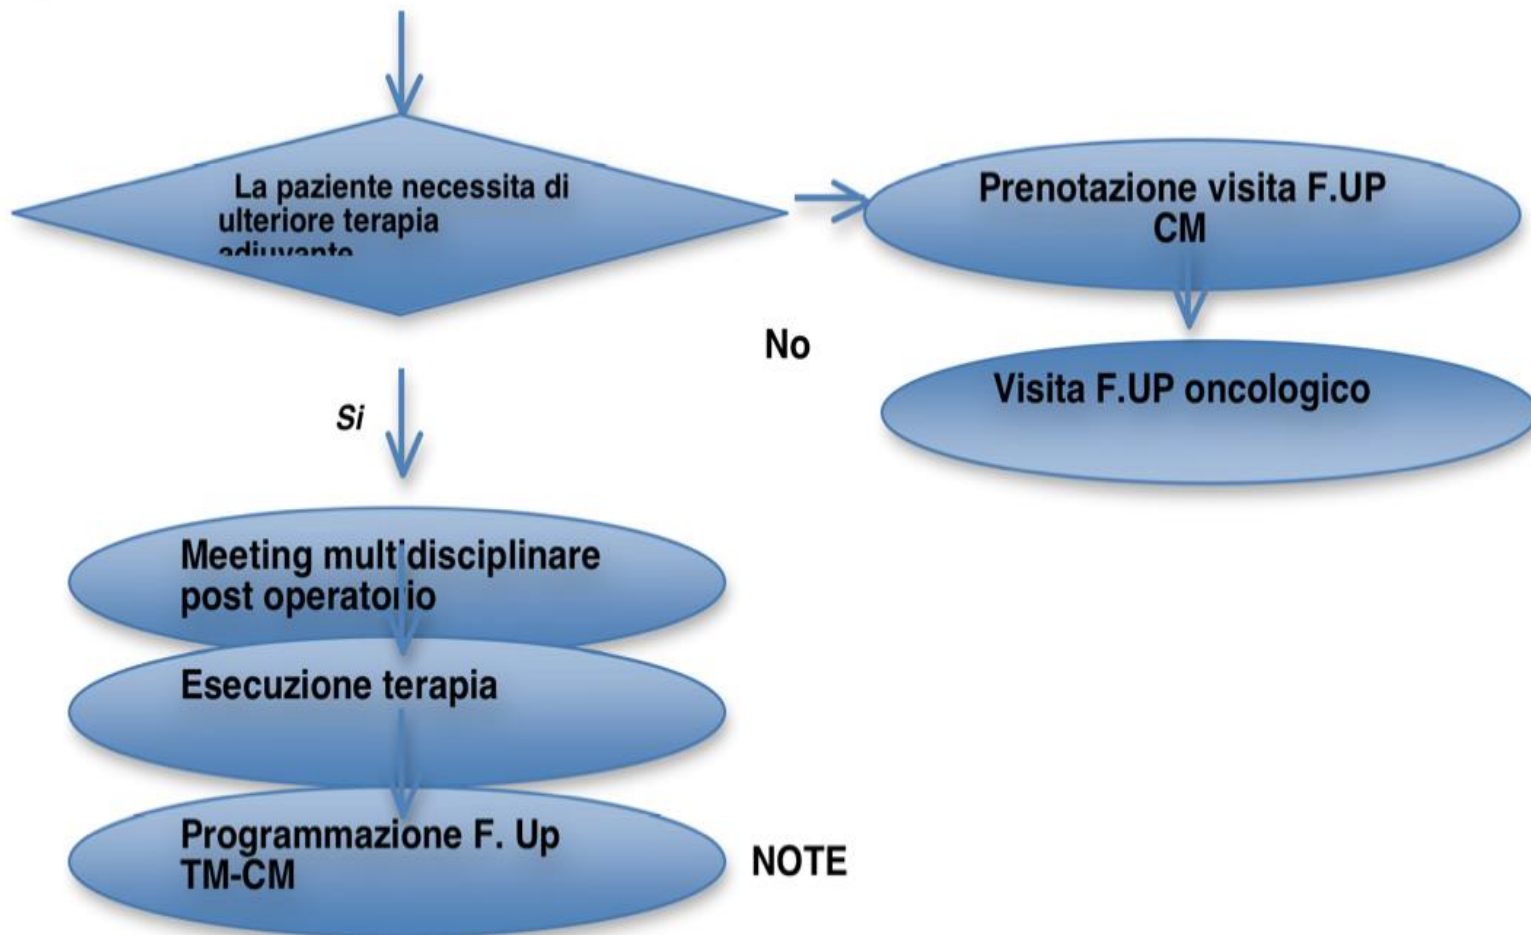 La paziente necessita di
ulteriore terapia
adiuvante
Prenotazione visita F.UP
CM
No
Visita F.UP oncologico
Si
Meeting multidisciplinare
post operatorio
Esecuzione terapia
Programmazione F. Up
TM-CM
NOTE